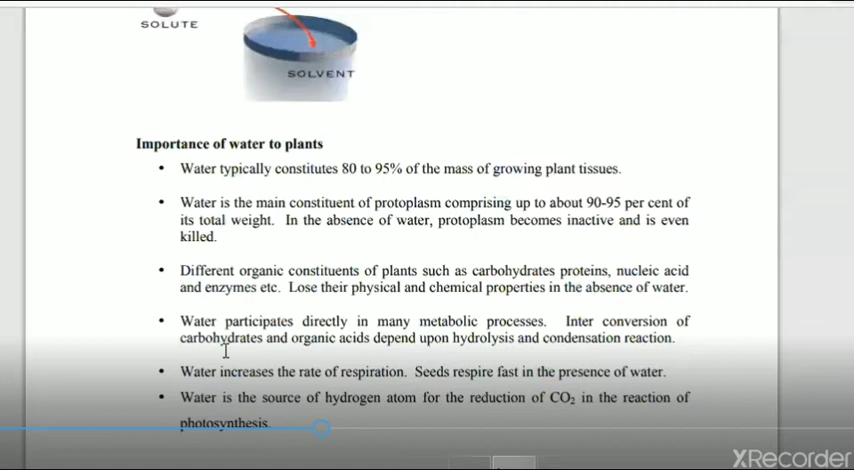 SOLUTE
SOLVENT
Importance of water to plants
• Water typically constitutes 80 to 95% of the mass of growing plant tissues.
• Water is the main constituent of protoplasm comprising up to about 90-95 per cent of
its total weight. In the absence of water, protoplasm becomes inactive and is even
killed.
• Different organic constituents of plants such as carbohydrates proteins, nucleic acid
and enzymes etc. Lose their physical and chemical properties in the absence of water.
• Water participates directly in many metabolic processes. Inter conversion of
carbohydrates and organic acids depend upon hydrolysis and condensation reaction.
• Water increases the rate of respiration. Seeds respire fast in the presence of water.
• Water is the source of hydrogen atom for the reduction of CO₂ in the reaction of
photosynthesis.
XRecorder